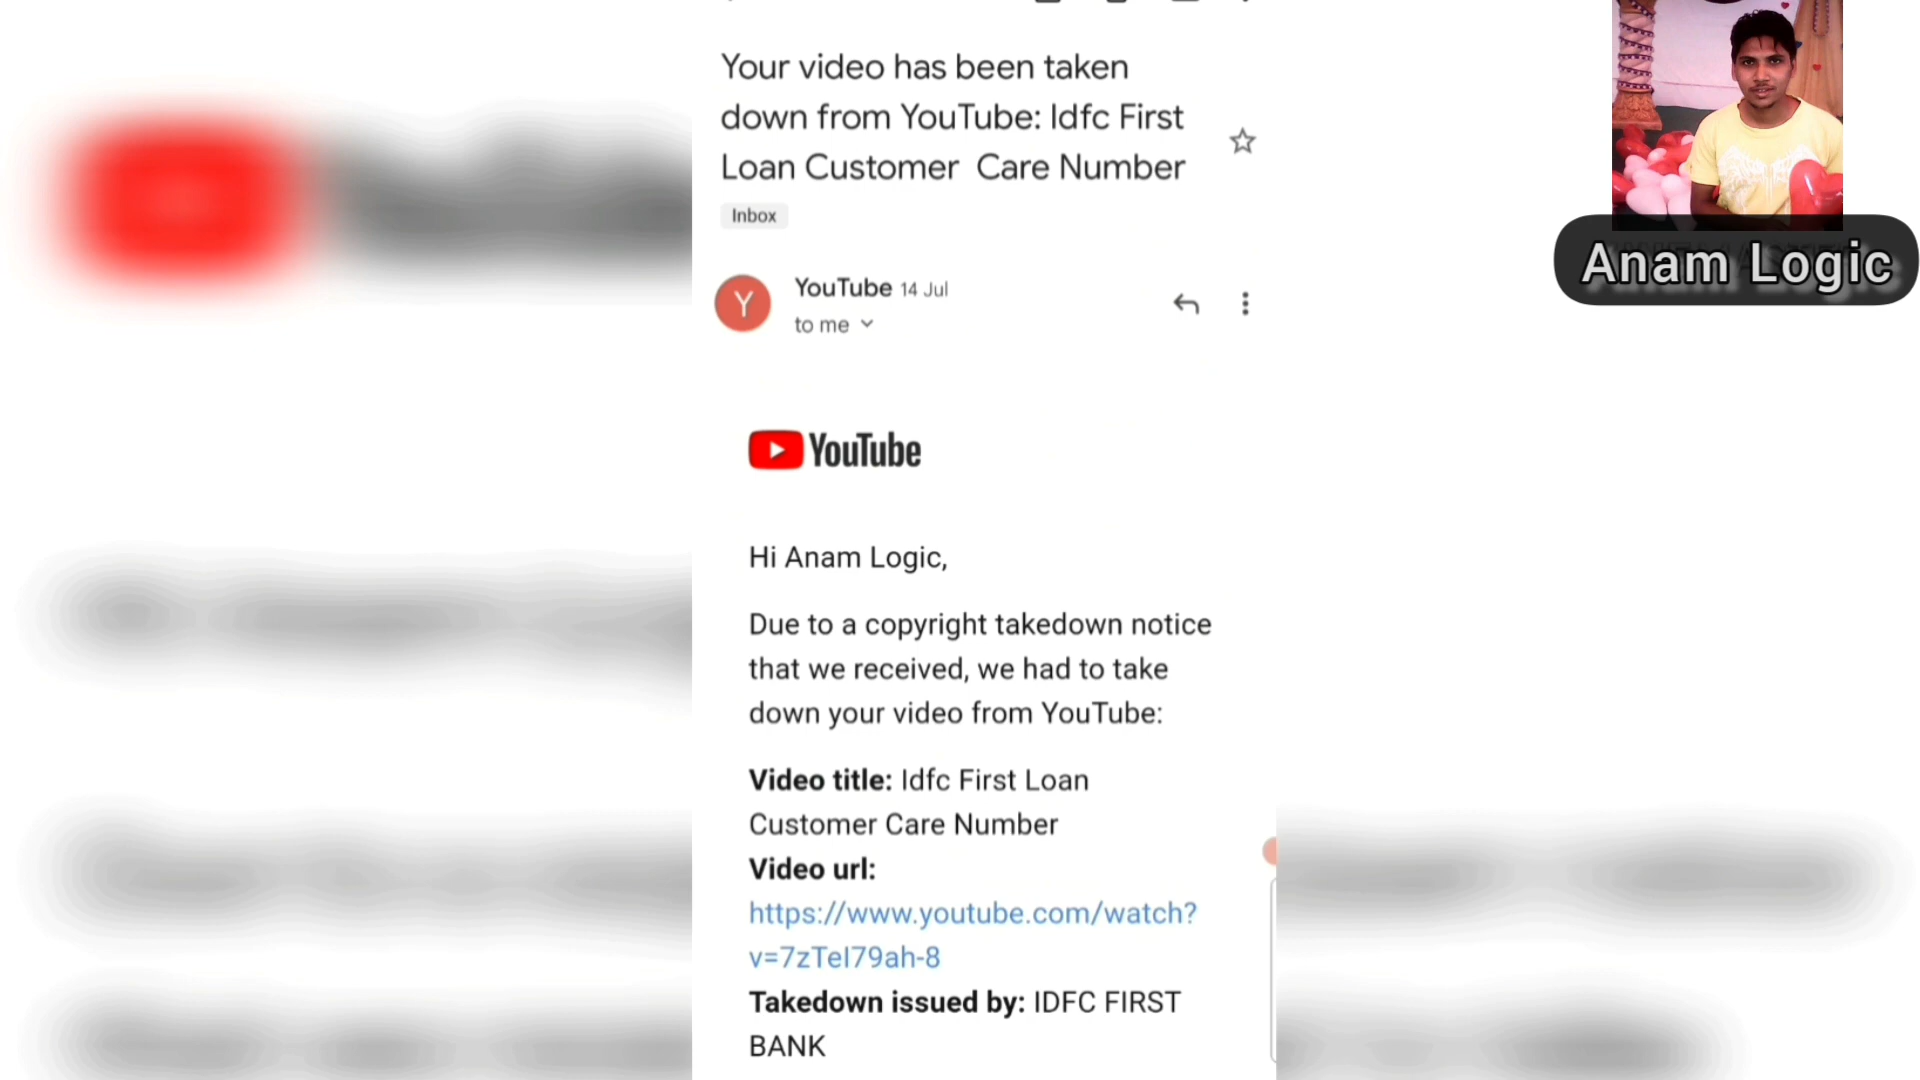 Your video has been taken
down from YouTube: Idfc First
Loan Customer Care Number
Inbox
Y
YouTube 14 Jul
to me
YouTube
Hi Anam Logic,
Due to a copyright takedown notice
that we received, we had to take
down your video from YouTube:
Video title: Idfc First Loan
Customer Care Number
Video url:
https://www.youtube.com/watch?
v=7zTeI79ah-8
Takedown issued by: IDFC FIRST
BANK
Anam Logic